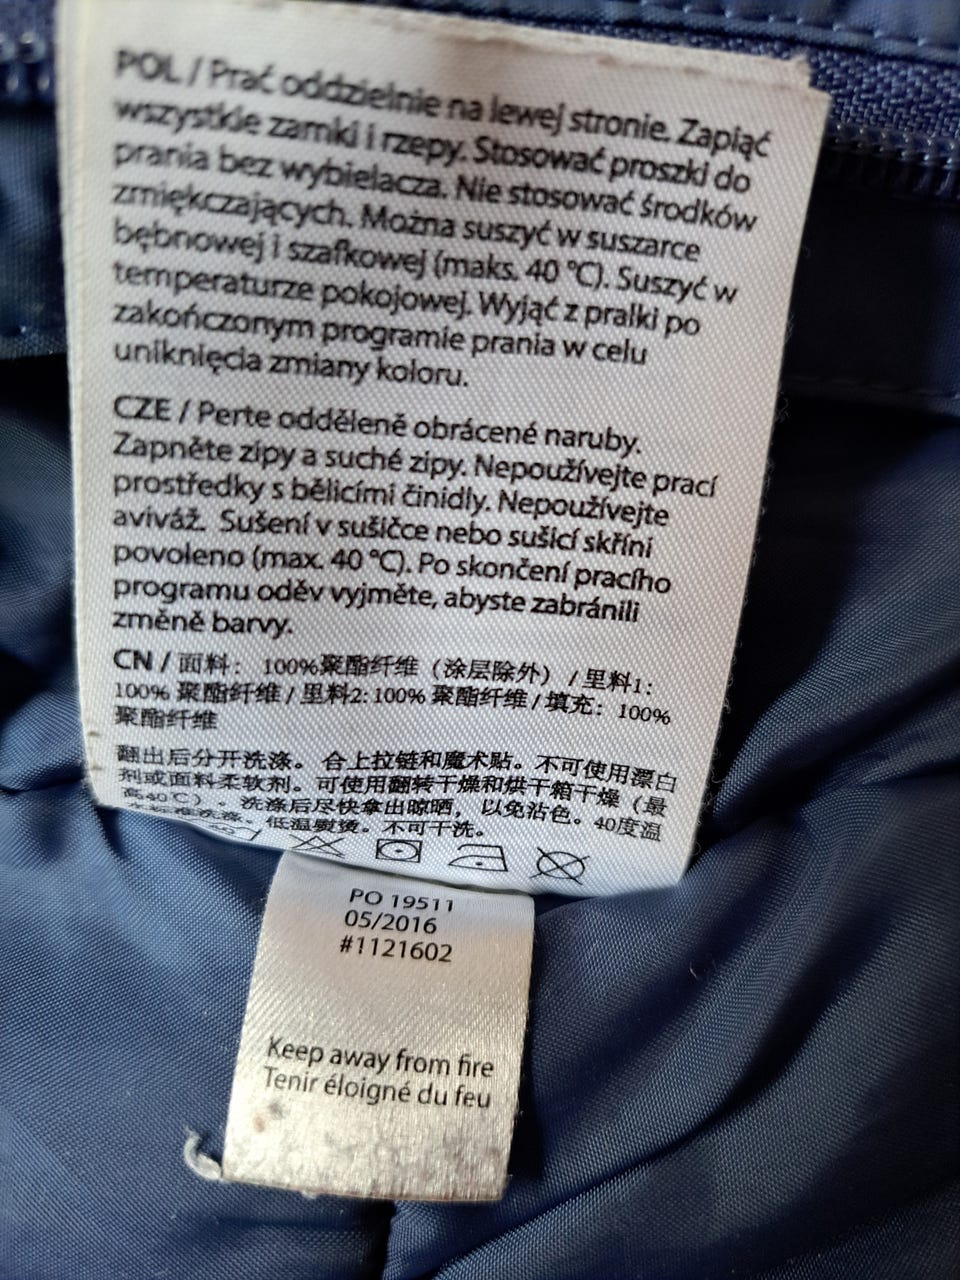 POL / Prać oddzielnie na lewej stronie. Zapiąć
wszystkie zamki i rzepy. Stosować proszki do
prania bez wybielacza. Nie stosować środków
zmiękczających. Można suszyć w suszarce
bębnowej i szafkowej (maks. 40 °C). Suszyć w
temperaturze pokojowej. Wyjąć z pralki po
zakończonym programie prania w celu
uniknięcia zmiany koloru.
CZE / Perte odděleně obrácené naruby.
Zapněte zipy a suché zipy. Nepoužívejte prací
prostředky s bělicími činidly. Nepoužívejte
aviváž. Sušení v sušičce nebo sušicí skříni
povoleno (max. 40 °C). Po skončení pracího
programu oděv vyjměte, abyste zabránili
změně barvy.
CN / 面料： 100%聚酯纤维（涂层除外）/ 里料1:
100% 聚酯纤维 / 里料2: 100% 聚酯纤维 / 填充： 100%
聚酯纤维
翻出后分开洗涤。合上拉链和魔术贴。不可使用漂白
剂或面料柔软剂。可使用翻转干燥和烘干箱干燥（最
高40℃）。洗涤后尽快拿出晾晒，以免沾色。40度温
水标准洗涤。低温熨烫。不可干洗。
PO 19511
05/2016
#1121602
Keep away from fire
Tenir éloigné du feu